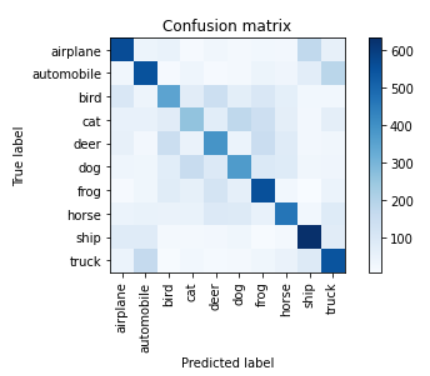 Confusion matrix
True label
airplane
automobile
bird
cat
deer
dog
frog
horse
ship
truck
airplane
automobile
bird
cat
deer
dog
frog
horse
ship
truck
Predicted label
600
500
400
300
200
100